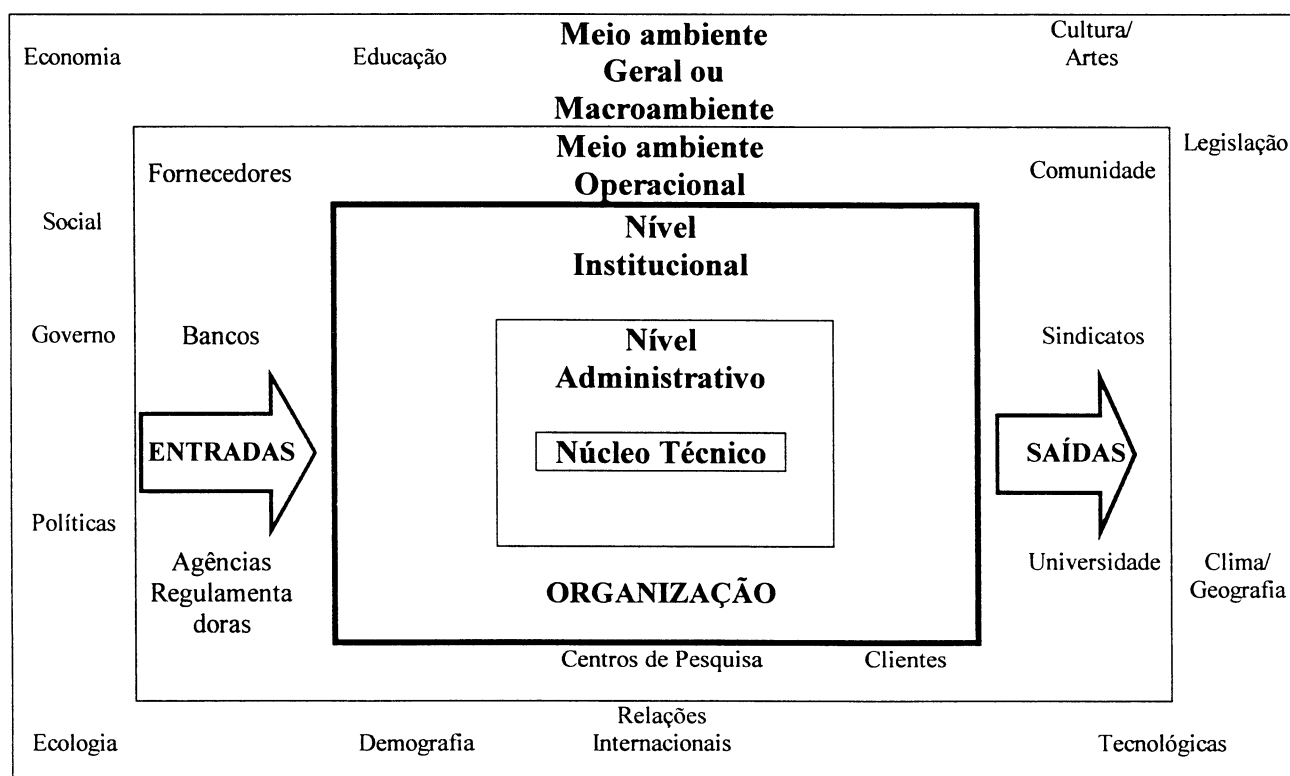 Economia
Educação
Meio ambiente
Geral ou
Macroambiente
Cultura/
Artes
Legislação
Meio ambiente
Operacional
Fornecedores
Comunidade
Social
Nível
Institucional
Governo
Bancos
Nível
Administrativo
Sindicatos
ENTRADAS
Núcleo Técnico
SAÍDAS
Políticas
Agências
Regulamenta
doras
ORGANIZAÇÃO
Universidade
Clima/
Geografia
Centros de Pesquisa
Clientes
Ecologia
Demografia
Relações
Internacionais
Tecnológicas